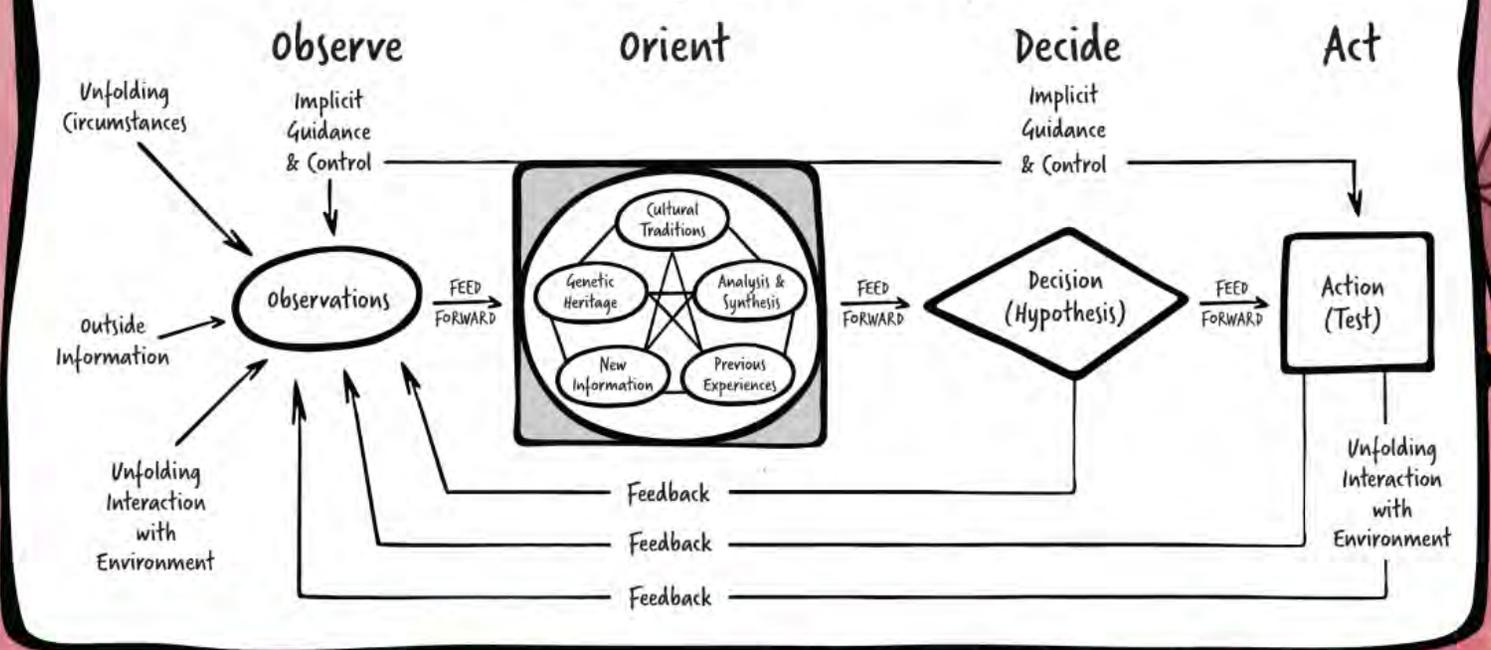 Observe
Orient
Decide
Act
Unfolding
Circumstances
Implicit
Guidance
& Control
Implicit
Guidance
& Control
Outside
Information
Unfolding
Interaction
with
Environment
Observations
FEED
FORWARD
Cultural
Traditions
Genetic
Heritage
Analysis &
Synthesis
New
Information
Previous
Experiences
FEED
FORWARD
Decision
(Hypothesis)
FEED
FORWARD
Action
(Test)
Unfolding
Interaction
with
Environment
Feedback
Feedback
Feedback